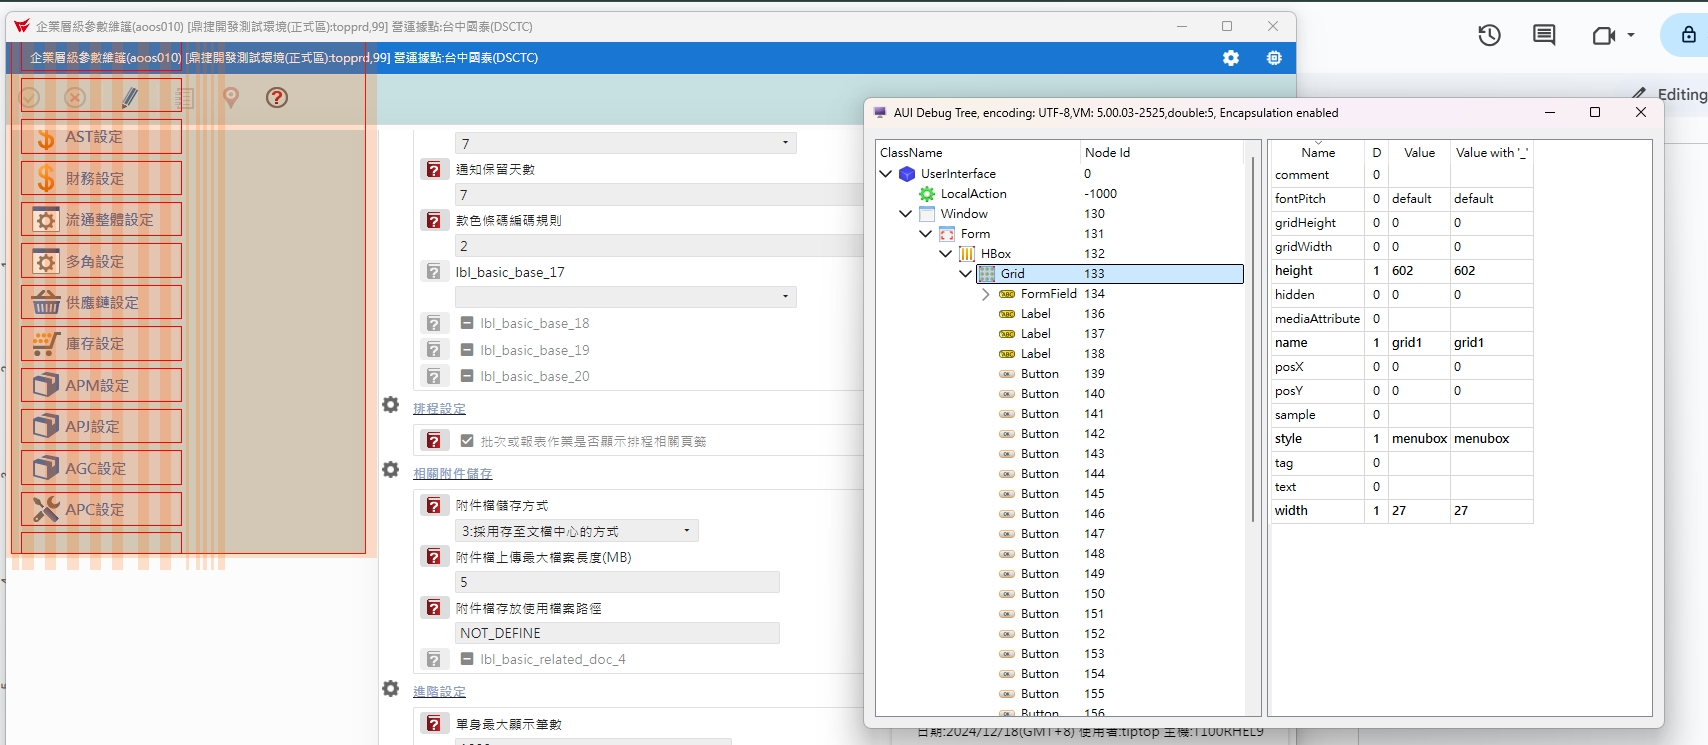 企業層級參數維護(aoos010) [鼎捷開發測試環境(正式區):topprd,99] 營運據點:台中國泰(DSCTC)
企業層級參數維護(aoos010) [鼎捷開發測試環境(正式區):topprd,99] 營運據點:台中國泰(DSCTC)
Editing
AST設定
財務設定
流通整體設定
多角設定
供應鏈設定
庫存設定
APM設定
APJ設定
AGC設定
APC設定
7
通知保留天數
7
款色條碼編碼規則
2
lbl_basic_base_17
lbl_basic_base_18
lbl_basic_base_19
lbl_basic_base_20
排程設定
批次或報表作業是否顯示排程相關頁籤
相關附件儲存
附件檔儲存方式
3:採用存至文檔中心的方式
附件檔上傳最大檔案長度(MB)
5
附件檔存放使用檔案路徑
NOT_DEFINE
lbl_basic_related_doc_4
進階設定
單身最大顯示筆數
日期:2024/12/18(GMT+8) 使用者:tiptop 主機:T100RHEL9
AUI Debug Tree, encoding: UTF-8,VM: 5.00.03-2525,double:5, Encapsulation enabled
ClassName Node Id
UserInterface 0
LocalAction -1000
Window 130
Form 131
HBox 132
Grid 133
FormField 134
Label 136
Label 137
Label 138
Button 139
Button 140
Button 141
Button 142
Button 143
Button 144
Button 145
Button 146
Button 147
Button 148
Button 149
Button 150
Button 151
Button 152
Button 153
Button 154
Button 155
Button 156
Name D Value Value with '_'
comment 0
fontPitch 0 default default
gridHeight 0 0 0
gridWidth 0 0 0
height 1 602 602
hidden 0 0 0
mediaAttribute 0
name 1 grid1 grid1
posX 0 0 0
posY 0 0 0
sample 0
style 1 menubox menubox
tag 0
text 0
width 1 27 27